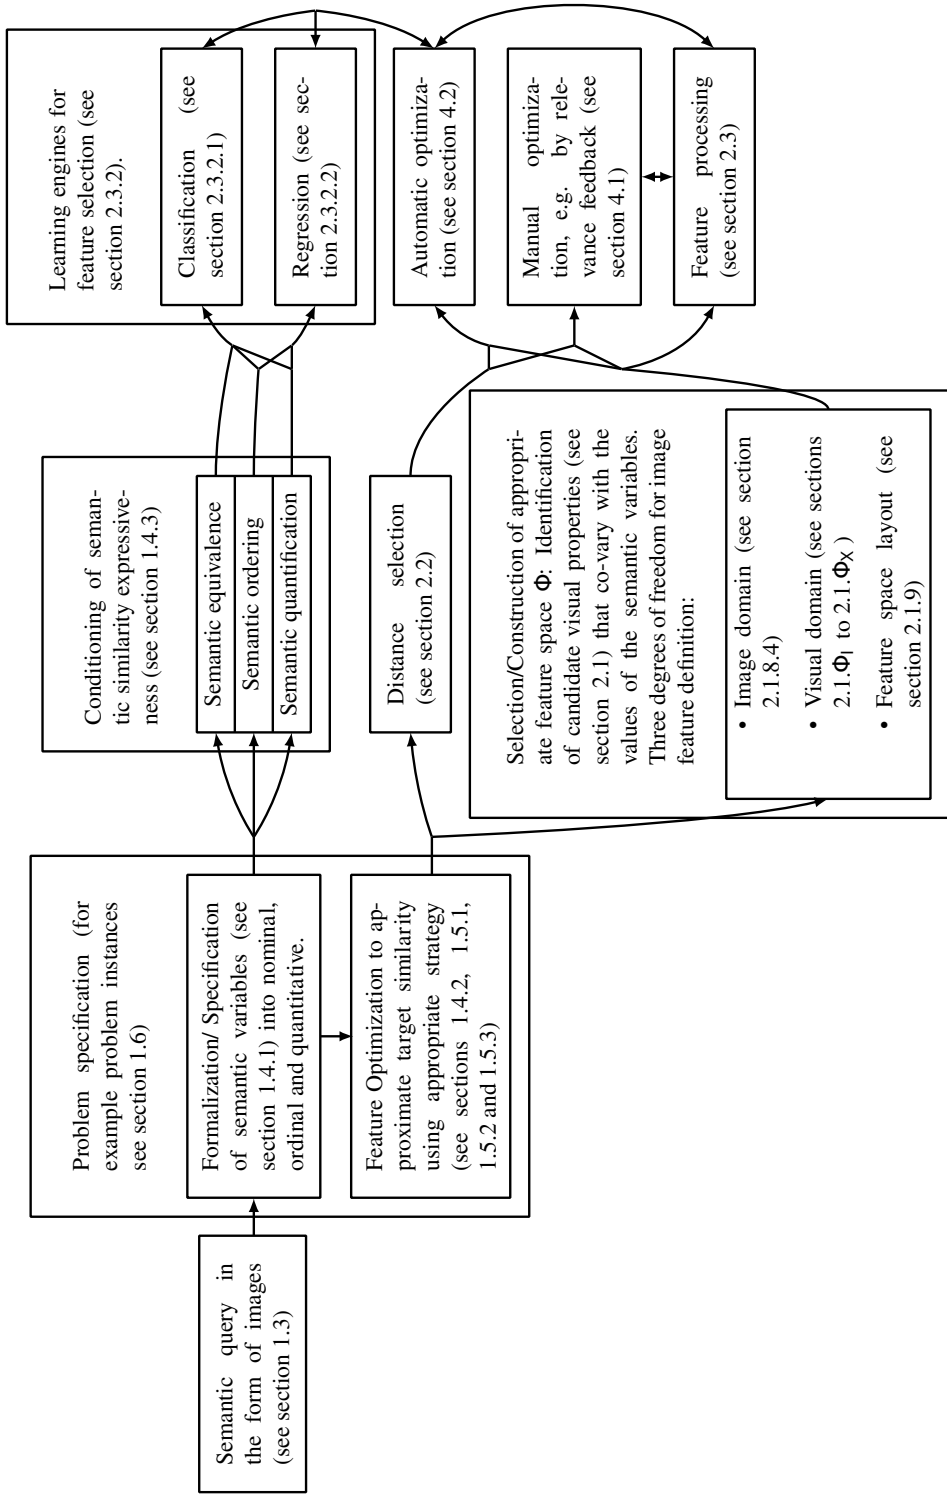 Semantic query in
the form of images
(see section 1.3)
Problem specification (for
example problem instances
see section 1.6)
Formalization/ Specification
of semantic variables (see
section 1.4.1) into nominal,
ordinal and quantitative.
Feature Optimization to ap-
proximate target similarity
using appropriate strategy
(see sections 1.4.2, 1.5.1,
1.5.2 and 1.5.3)
Conditioning of seman-
tic similarity expressive-
ness (see section 1.4.3)
Semantic equivalence
Semantic ordering
Semantic quantification
Distance selection
(see section 2.2)
Selection/Construction of appropri-
ate feature space Φ: Identification
of candidate visual properties (see
section 2.1) that co-vary with the
values of the semantic variables.
Three degrees of freedom for image
feature definition:
• Image domain (see section
2.1.8.4)
• Visual domain (see sections
2.1.ΦI to 2.1.ΦX )
• Feature space layout (see
section 2.1.9)
Learning engines for
feature selection (see
section 2.3.2).
Classification (see
section 2.3.2.1)
Regression (see sec-
tion 2.3.2.2)
Automatic optimiza-
tion (see section 4.2)
Manual optimiza-
tion, e.g. by rele-
vance feedback (see
section 4.1)
Feature processing
(see section 2.3)